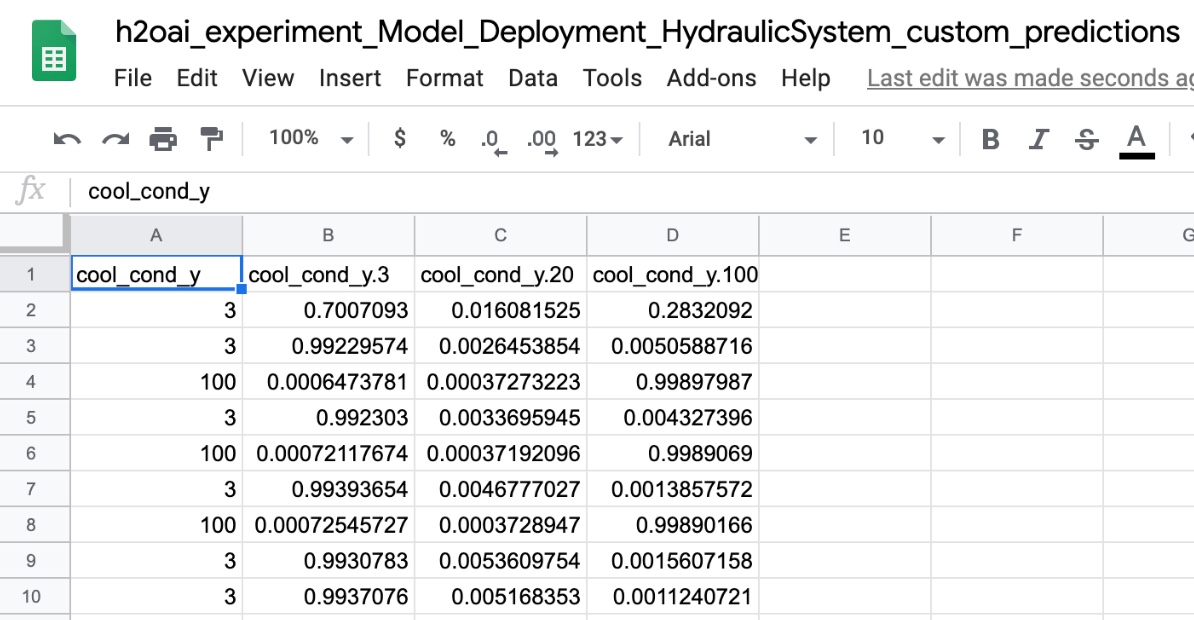 h2oai_experiment_Model_Deployment_HydraulicSystem_custom_predictions
File Edit View Insert Format Data Tools Add-ons Help Last edit was made seconds ag
100% $ % .0 .00 123 Arial 10 B I S A
fx cool_cond_y
A B C D E F G
1 cool_cond_y cool_cond_y.3 cool_cond_y.20 cool_cond_y.100
2 3 0.7007093 0.016081525 0.2832092
3 3 0.99229574 0.0026453854 0.0050588716
4 100 0.0006473781 0.00037273223 0.99897987
5 3 0.992303 0.0033695945 0.004327396
6 100 0.00072117674 0.00037192096 0.9989069
7 3 0.99393654 0.0046777027 0.0013857572
8 100 0.00072545727 0.0003728947 0.99890166
9 3 0.9930783 0.0053609754 0.0015607158
10 3 0.9937076 0.005168353 0.0011240721